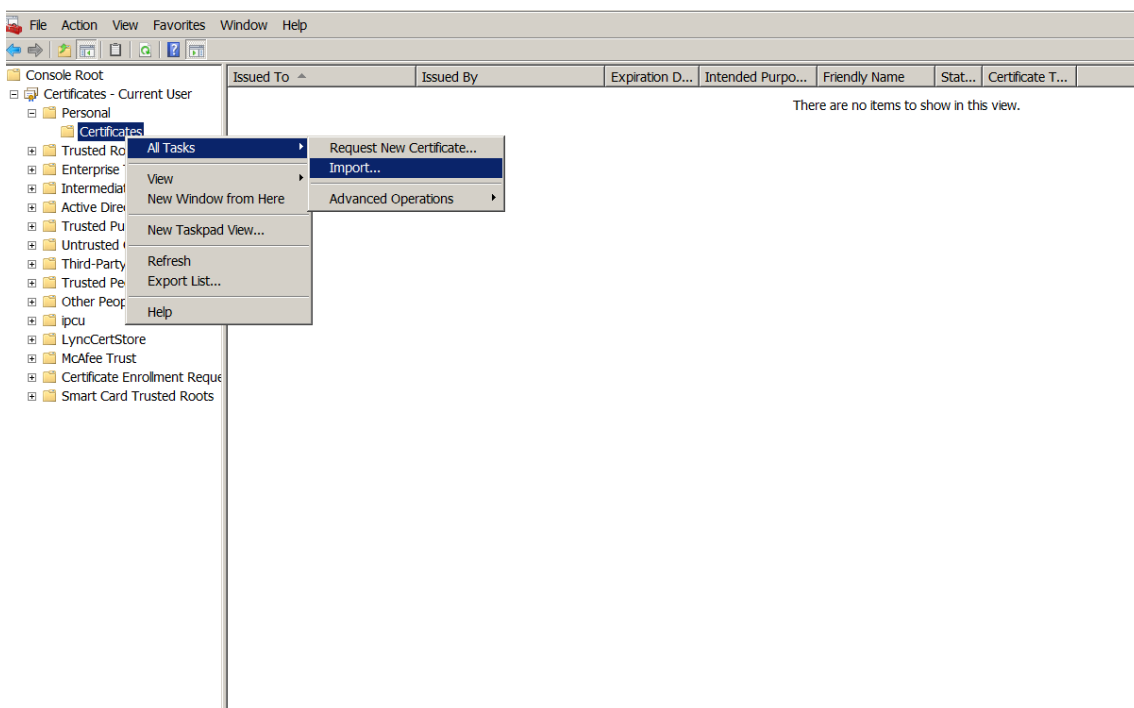 File Action View Favorites Window Help
Console Root
Issued To
Issued By
Expiration D...
Intended Purpo...
Friendly Name
Stat...
Certificate T...
Certificates - Current User
There are no items to show in this view.
Personal
Certificates
Trusted Ro
Enterprise
Intermediat
Active Dire
Trusted Pu
Untrusted
Third-Party
Trusted Pe
Other Peop
ipcu
LyncCertStore
McAfee Trust
Certificate Enrollment Reque
Smart Card Trusted Roots
All Tasks
View
New Window from Here
New Taskpad View...
Refresh
Export List...
Help
Request New Certificate...
Import...
Advanced Operations